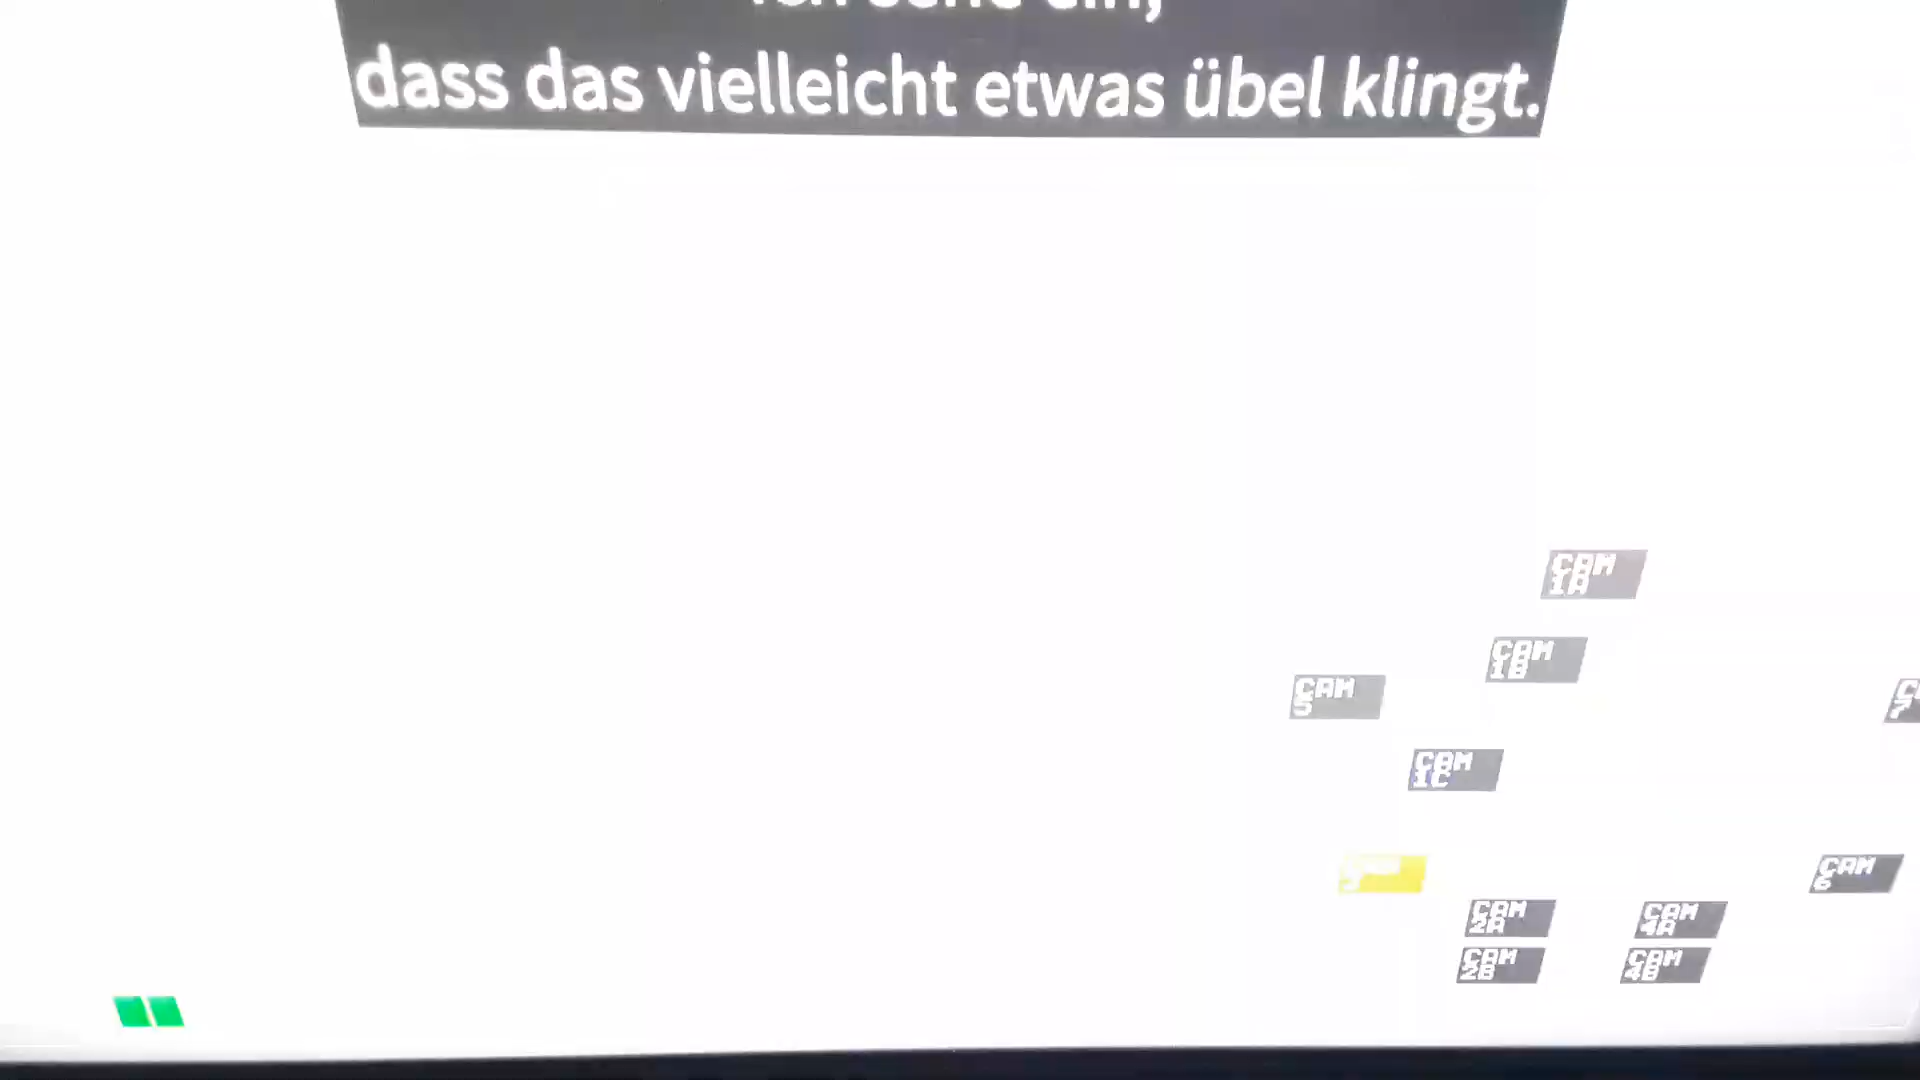 dass das vielleicht etwas übel klingt.
CAM
1A
CAM
1B
CAM
5
CAM
1C
CAM
6
CAM
2A
CAM
4A
CAM
2B
CAM
4B